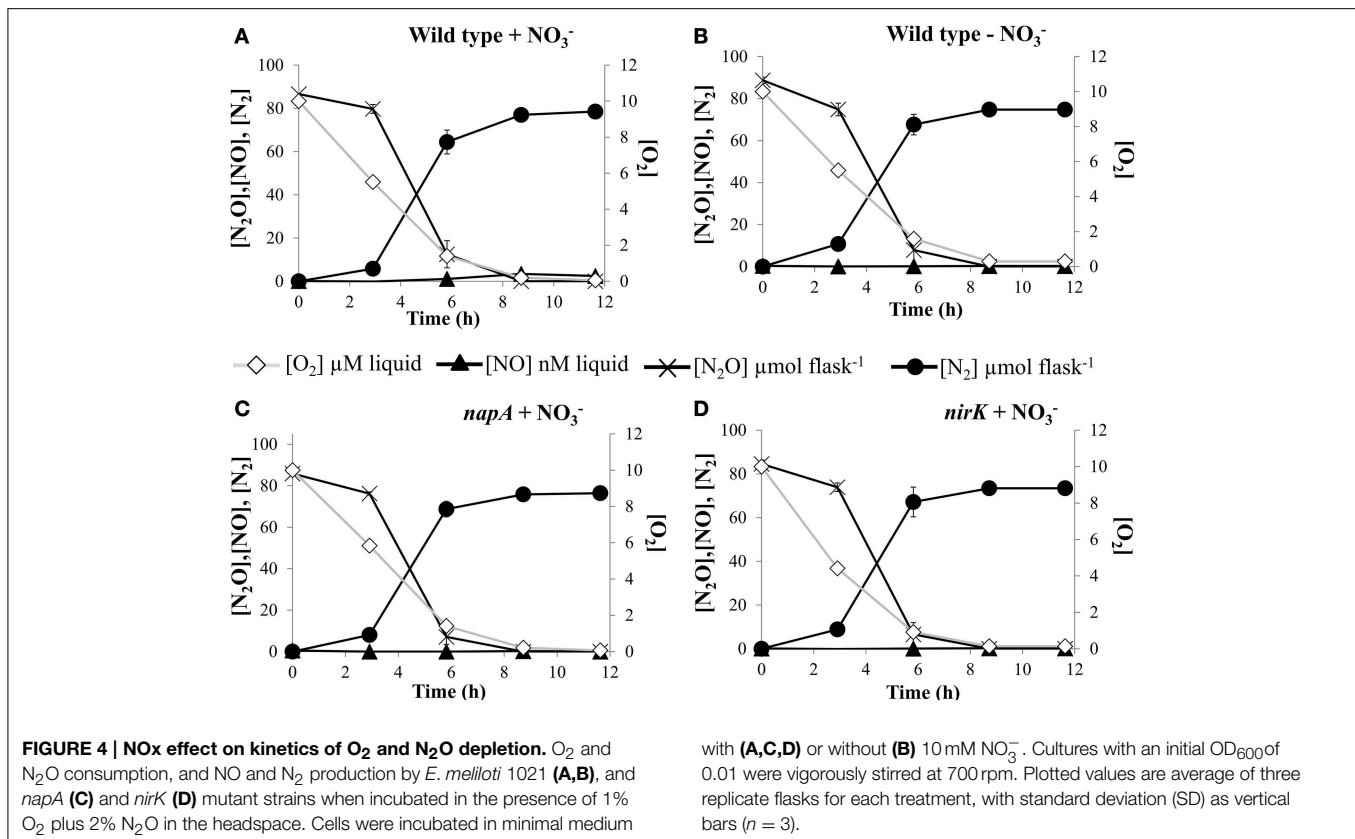 A
Wild type + NO₃⁻
[N₂O],[NO], [N₂]
100
80
60
40
20
0
12
10
8
6
4
2
0
[O₂]
0 2 4 6 8 10 12
Time (h)
B
Wild type - NO₃⁻
[N₂O],[NO], [N₂]
100
80
60
40
20
0
12
10
8
6
4
2
0
[O₂]
0 2 4 6 8 10 12
Time (h)
[O₂] µM liquid [NO] nM liquid [N₂O] µmol flask⁻¹ [N₂] µmol flask⁻¹
C
napA + NO₃⁻
[N₂O],[NO], [N₂]
100
80
60
40
20
0
12
10
8
6
4
2
0
[O₂]
0 2 4 6 8 10 12
Time (h)
D
nirK + NO₃⁻
[N₂O],[NO], [N₂]
100
80
60
40
20
0
12
10
8
6
4
2
0
[O₂]
0 2 4 6 8 10 12
Time (h)
FIGURE 4 | NOx effect on kinetics of O₂ and N₂O depletion. O₂ and
N₂O consumption, and NO and N₂ production by E. meliloti 1021 (A,B), and
napA (C) and nirK (D) mutant strains when incubated in the presence of 1%
O₂ plus 2% N₂O in the headspace. Cells were incubated in minimal medium
with (A,C,D) or without (B) 10 mM NO₃⁻. Cultures with an initial OD₆₀₀ of
0.01 were vigorously stirred at 700 rpm. Plotted values are average of three
replicate flasks for each treatment, with standard deviation (SD) as vertical
bars (n = 3).